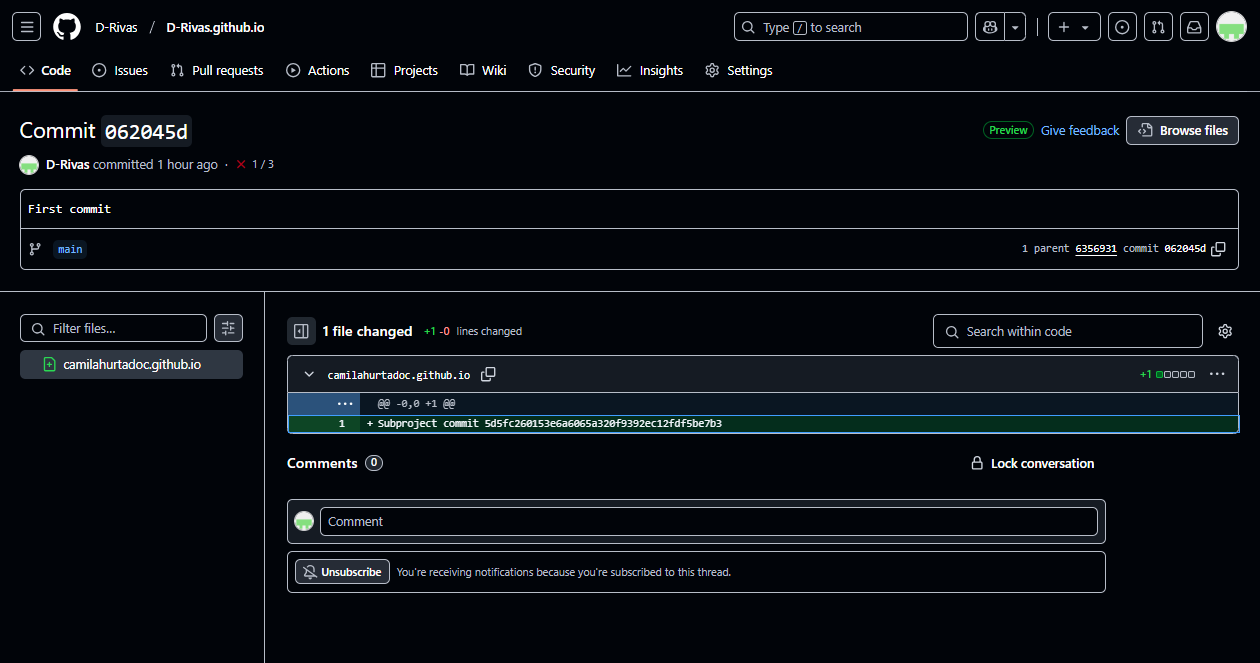 D-Rivas / D-Rivas.github.io
Type / to search
Code Issues Pull requests Actions Projects Wiki Security Insights Settings
Commit 062045d
Preview Give feedback Browse files
D-Rivas committed 1 hour ago · 1 / 3
First commit
main
1 parent 6356931 commit 062045d
Filter files...
camilahurtadoc.github.io
1 file changed +1 -0 lines changed
Search within code
camilahurtadoc.github.io
+1
@@ -0,0 +1 @@
1 + Subproject commit 5d5fc260153e6a6065a320f9392ec12fdf5be7b3
Comments 0
Lock conversation
Comment
Unsubscribe You're receiving notifications because you're subscribed to this thread.